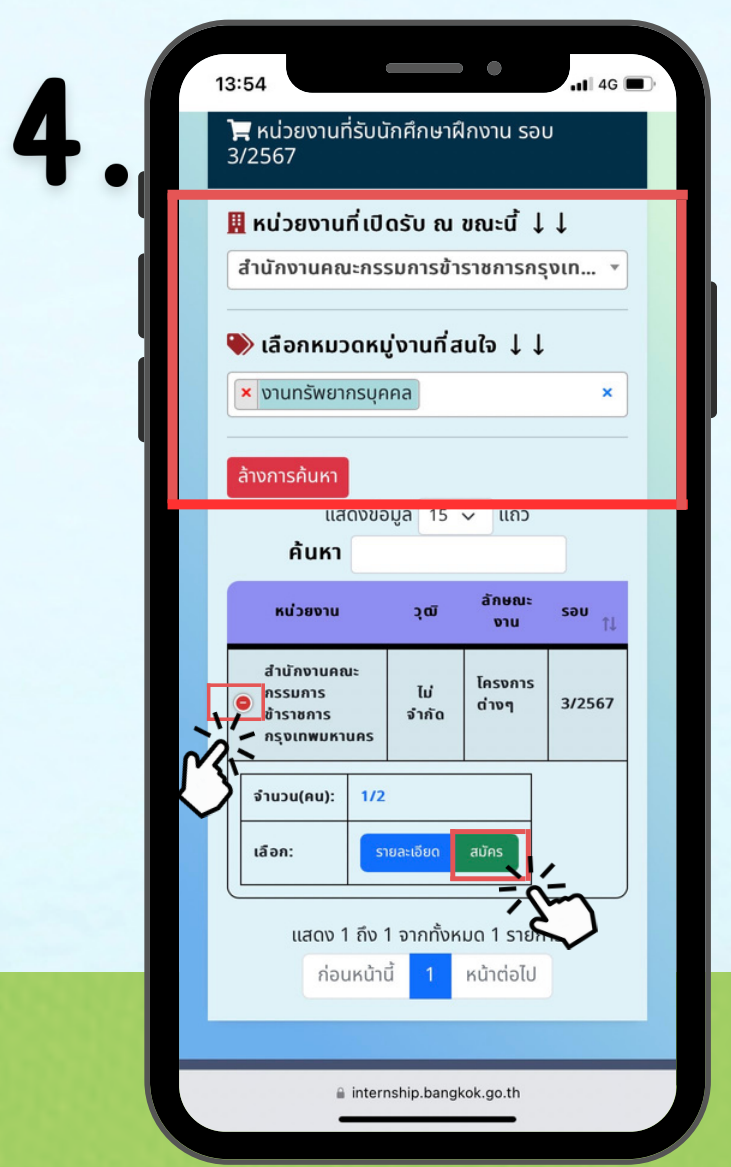 4.
13:54
4G
หน่วยงานที่รับนักศึกษาฝึกงาน รอบ
3/2567
หน่วยงานที่เปิดรับ ณ ขณะนี้ ↓↓
สำนักงานคณะกรรมการข้าราชการกรุงเท...
เลือกหมวดหมู่งานที่สนใจ ↓↓
× งานทรัพยากรบุคคล ×
ล้างการค้นหา
แสดงข้อมูล 15 แถว
ค้นหา
หน่วยงาน วุฒิ ลักษณะ รอบ
งาน
สำนักงานคณะ
กรรมการ
ข้าราชการ
กรุงเทพมหานคร
ไม่
จำกัด
โครงการ
ต่างๆ
3/2567
จำนวน(คน): 1/2
เลือก: รายละเอียด สมัคร
แสดง 1 ถึง 1 จากทั้งหมด 1 รายการ
ก่อนหน้านี้ 1 หน้าต่อไป
internship.bangkok.go.th